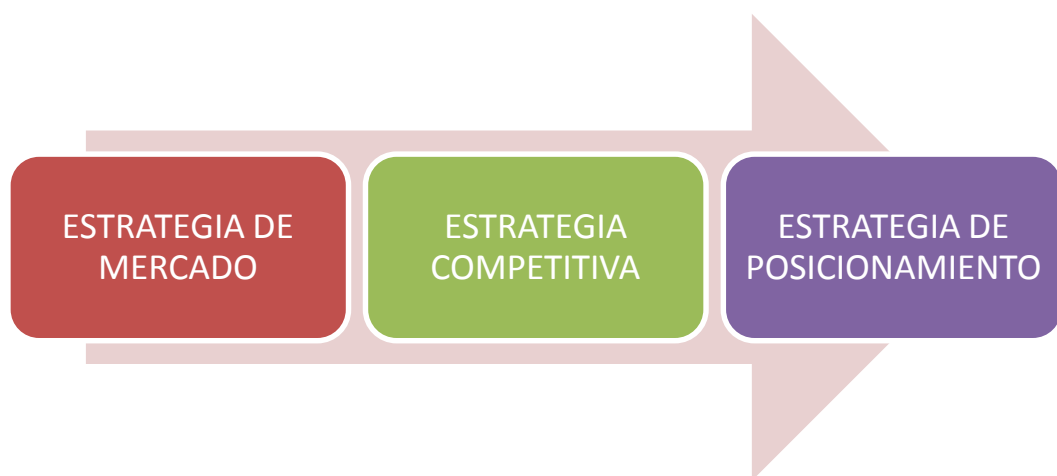 ESTRATEGIA DE
MERCADO
ESTRATEGIA
COMPETITIVA
ESTRATEGIA DE
POSICIONAMIENTO